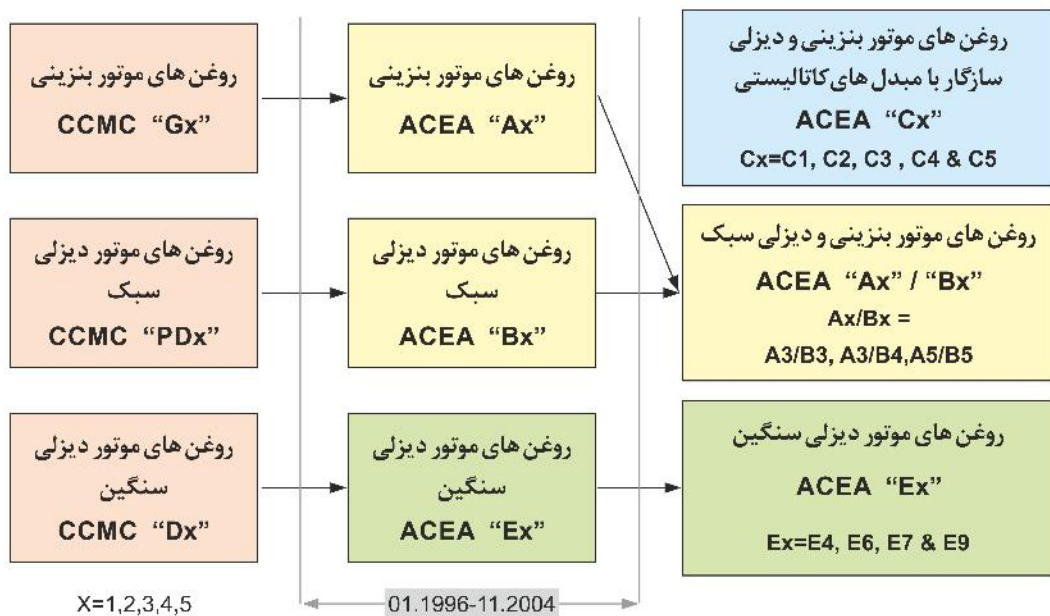 روغن های موتور بنزینی
CCMC “Gx”
روغن های موتور بنزینی
ACEA “Ax”
روغن های موتور بنزینی و دیزلی
سازگار با مبدل های کاتالیستی
ACEA “Cx”
Cx=C1, C2, C3 , C4 & C5
روغن های موتور دیزلی
سبک
CCMC “PDx”
روغن های موتور دیزلی
سبک
ACEA “Bx”
روغن های موتور بنزینی و دیزلی سبک
ACEA “Ax” / “Bx”
Ax/Bx =
A3/B3, A3/B4,A5/B5
روغن های موتور دیزلی
سنگین
CCMC “Dx”
روغن های موتور دیزلی
سنگین
ACEA “Ex”
روغن های موتور دیزلی سنگین
ACEA “Ex”
Ex=E4, E6, E7 & E9
X=1,2,3,4,5
01.1996-11.2004